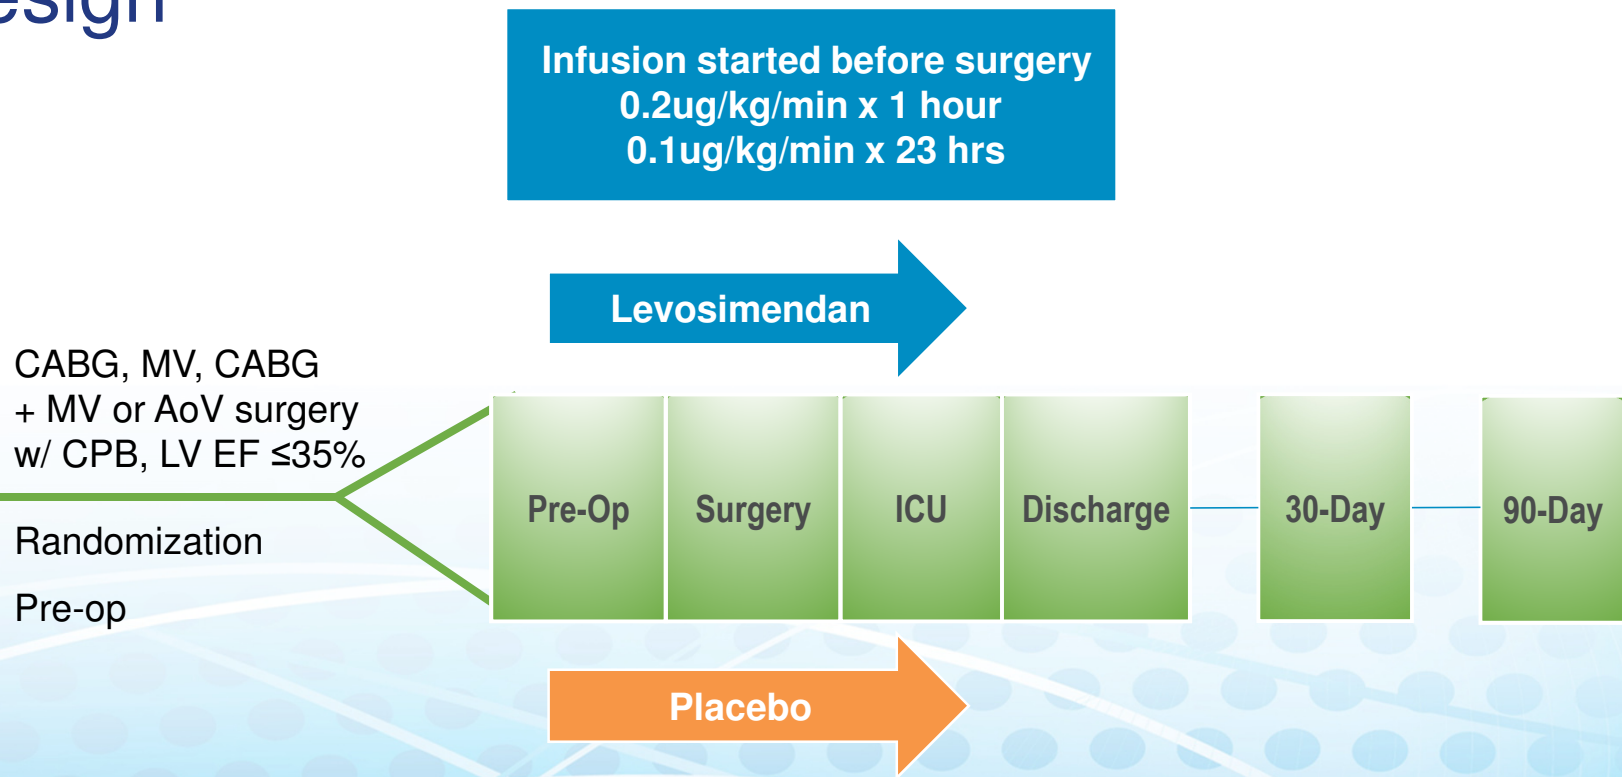 Infusion started before surgery
0.2ug/kg/min x 1 hour
0.1ug/kg/min x 23 hrs
Levosimendan
CABG, MV, CABG
+ MV or AoV surgery
w/ CPB, LV EF ≤35%
Randomization
Pre-op
Pre-Op
Surgery
ICU
Discharge
30-Day
90-Day
Placebo